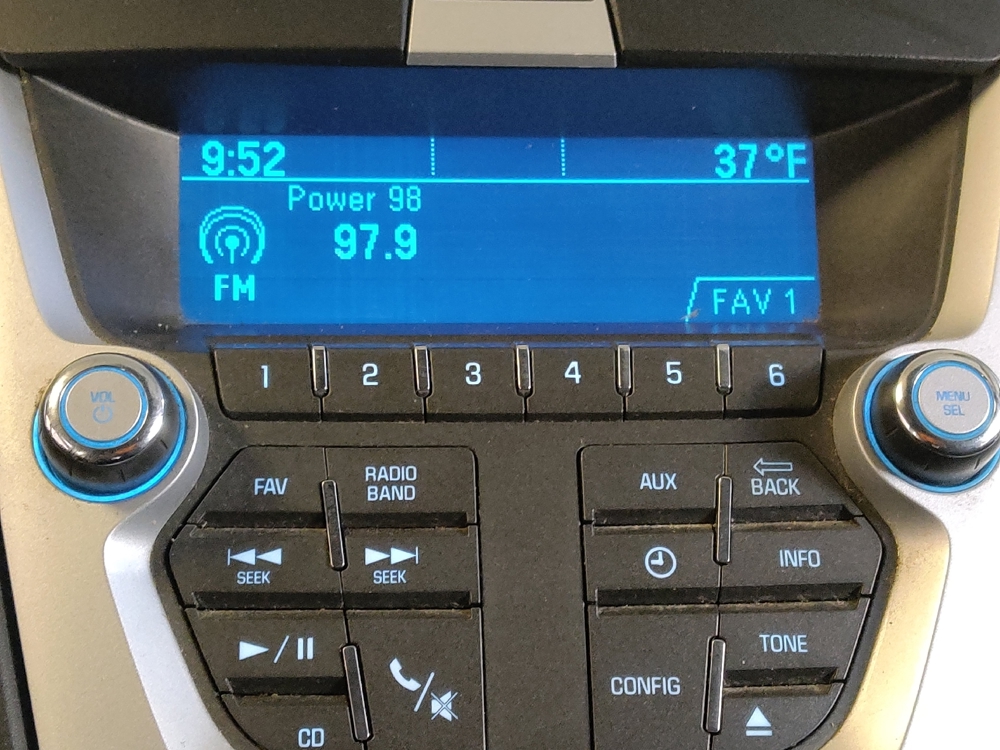 9:52 37°F
Power 98
97.9
FM
FAV 1
1 2 3 4 5 6
VOL
MENU
SEL
FAV
RADIO
BAND
AUX
BACK
SEEK
SEEK
INFO
TONE
CONFIG
CD